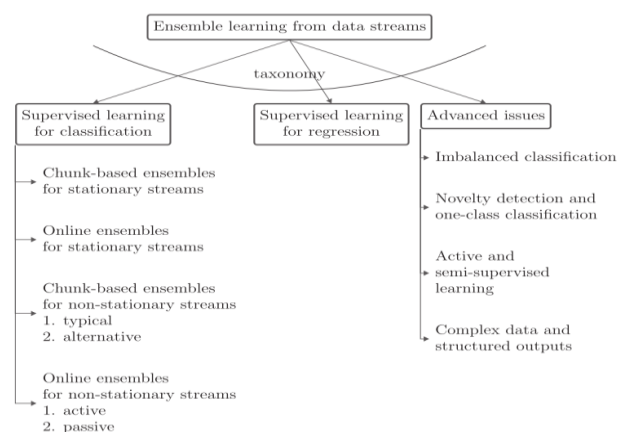 Ensemble learning from data streams
taxonomy
Supervised learning
for classification
Supervised learning
for regression
Advanced issues
Chunk-based ensembles
for stationary streams
Online ensembles
for stationary streams
Chunk-based ensembles
for non-stationary streams
1. typical
2. alternative
Online ensembles
for non-stationary streams
1. active
2. passive
Imbalanced classification
Novelty detection and
one-class classification
Active and
semi-supervised
learning
Complex data and
structured outputs